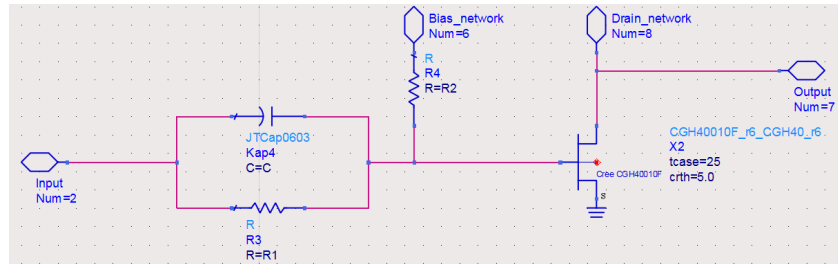 Bias_network
Num=6
Drain_network
Num=8
R
R4
R=R2
Output
Num=7
JTCap0603
Kap4
C=C
CGH40010F_r6_CGH40_r6
X2
tcase=25
crth=5.0
Cree CGH40010F
Input
Num=2
S
R
R3
R=R1